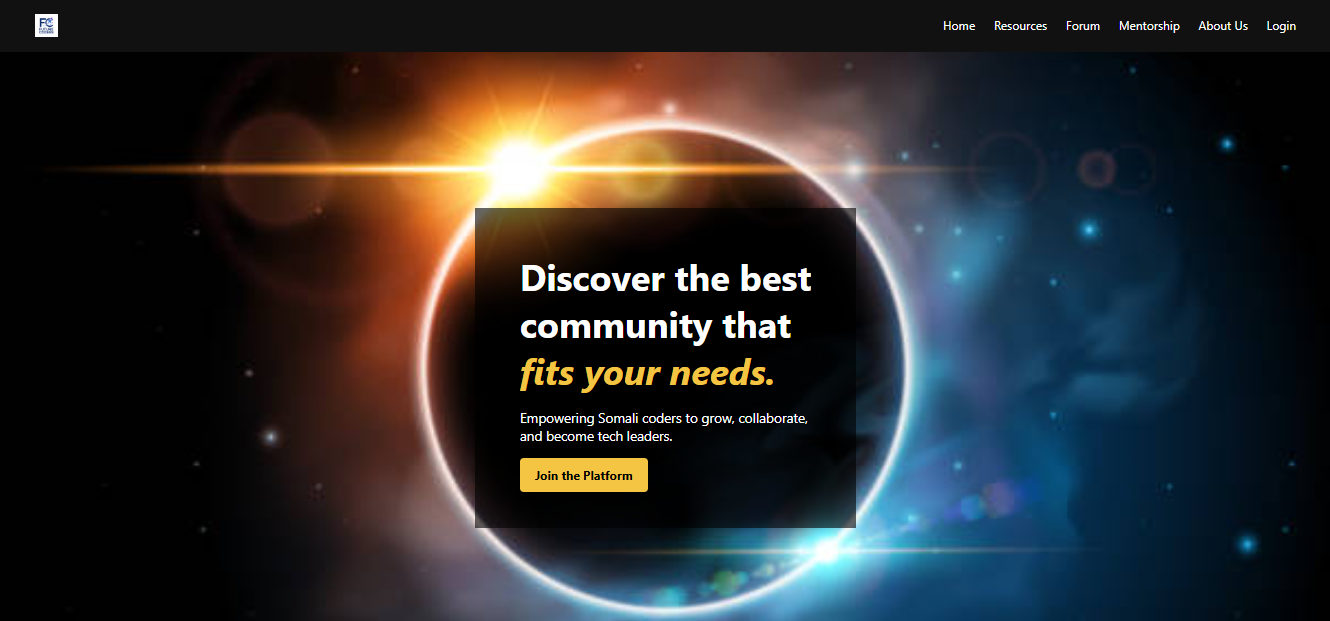 FC
Home
Resources
Forum
Mentorship
About Us
Login
Discover the best
community that
fits your needs.
Empowering Somali coders to grow, collaborate,
and become tech leaders.
Join the Platform